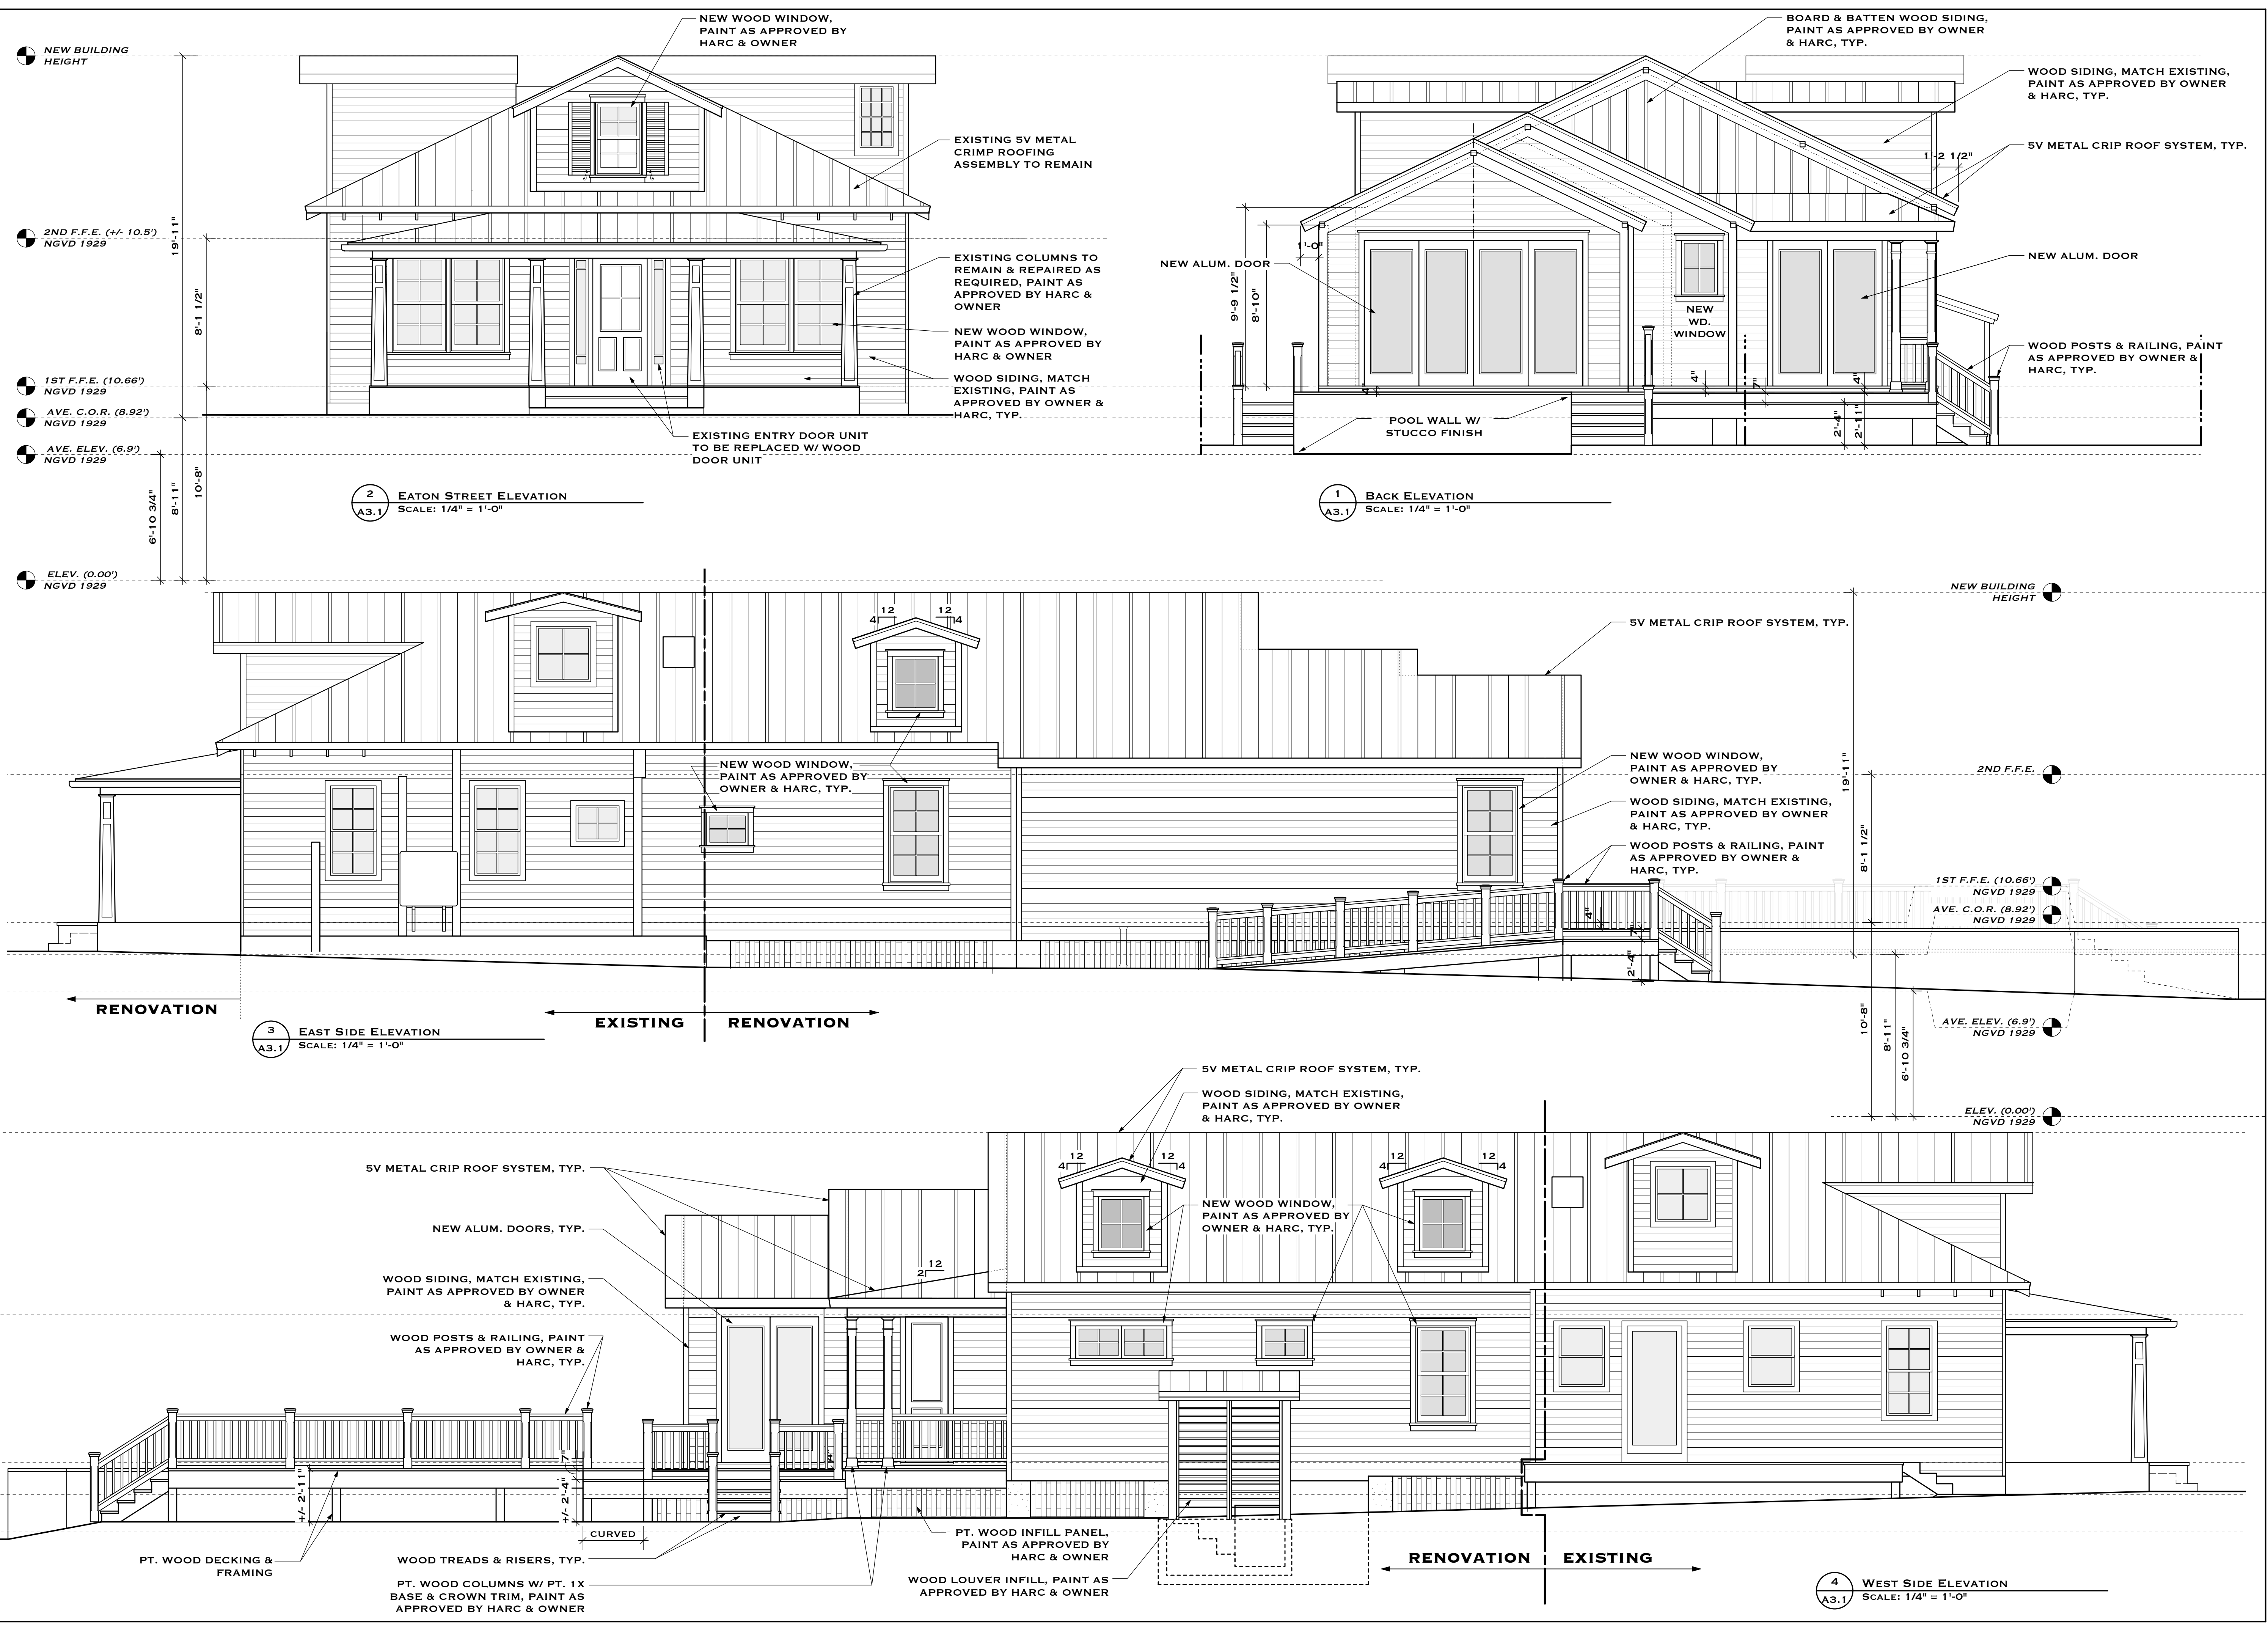 NEW BUILDING
HEIGHT
2ND F.F.E. (+/- 10.5')
NGVD 1929
1ST F.F.E. (10.66')
NGVD 1929
AVE. C.O.R. (8.92')
NGVD 1929
AVE. ELEV. (6.9')
NGVD 1929
ELEV. (0.00')
NGVD 1929
19'-11"
8'-1 1/2"
10'-8"
8'-11"
6'-10 3/4"
NEW WOOD WINDOW,
PAINT AS APPROVED BY
HARC & OWNER
EXISTING 5V METAL
CRIMP ROOFING
ASSEMBLY TO REMAIN
EXISTING COLUMNS TO
REMAIN & REPAIRED AS
REQUIRED, PAINT AS
APPROVED BY HARC &
OWNER
NEW WOOD WINDOW,
PAINT AS APPROVED BY
HARC & OWNER
WOOD SIDING, MATCH
EXISTING, PAINT AS
APPROVED BY OWNER &
HARC, TYP.
EXISTING ENTRY DOOR UNIT
TO BE REPLACED W/ WOOD
DOOR UNIT
2
A3.1
EATON STREET ELEVATION
SCALE: 1/4" = 1'-0"
BOARD & BATTEN WOOD SIDING,
PAINT AS APPROVED BY OWNER
& HARC, TYP.
WOOD SIDING, MATCH EXISTING,
PAINT AS APPROVED BY OWNER
& HARC, TYP.
5V METAL CRIP ROOF SYSTEM, TYP.
1'-2 1/2"
NEW ALUM. DOOR
WOOD POSTS & RAILING, PAINT
AS APPROVED BY OWNER &
HARC, TYP.
NEW ALUM. DOOR
1'-0"
9'-9 1/2"
8'-10"
NEW
WD.
WINDOW
4"
4"
7"
4"
2'-4"
2'-11"
POOL WALL W/
STUCCO FINISH
1
A3.1
BACK ELEVATION
SCALE: 1/4" = 1'-0"
12
4
12
4
5V METAL CRIP ROOF SYSTEM, TYP.
NEW WOOD WINDOW,
PAINT AS APPROVED BY
OWNER & HARC, TYP.
NEW WOOD WINDOW,
PAINT AS APPROVED BY
OWNER & HARC, TYP.
WOOD SIDING, MATCH EXISTING,
PAINT AS APPROVED BY OWNER
& HARC, TYP.
WOOD POSTS & RAILING, PAINT
AS APPROVED BY OWNER &
HARC, TYP.
4"
7"
2'-4"
RENOVATION
EXISTING
RENOVATION
3
A3.1
EAST SIDE ELEVATION
SCALE: 1/4" = 1'-0"
NEW BUILDING
HEIGHT
2ND F.F.E.
1ST F.F.E. (10.66')
NGVD 1929
AVE. C.O.R. (8.92')
NGVD 1929
AVE. ELEV. (6.9')
NGVD 1929
ELEV. (0.00')
NGVD 1929
19'-11"
8'-1 1/2"
10'-8"
8'-11"
6'-10 3/4"
5V METAL CRIP ROOF SYSTEM, TYP.
WOOD SIDING, MATCH EXISTING,
PAINT AS APPROVED BY OWNER
& HARC, TYP.
5V METAL CRIP ROOF SYSTEM, TYP.
NEW ALUM. DOORS, TYP.
WOOD SIDING, MATCH EXISTING,
PAINT AS APPROVED BY OWNER
& HARC, TYP.
WOOD POSTS & RAILING, PAINT
AS APPROVED BY OWNER &
HARC, TYP.
12
4
12
4
12
4
12
4
NEW WOOD WINDOW,
PAINT AS APPROVED BY
OWNER & HARC, TYP.
12
2
+/- 2'-11"
+/- 2'-4"
7"
4"
CURVED
PT. WOOD DECKING &
FRAMING
WOOD TREADS & RISERS, TYP.
PT. WOOD COLUMNS W/ PT. 1X
BASE & CROWN TRIM, PAINT AS
APPROVED BY HARC & OWNER
PT. WOOD INFILL PANEL,
PAINT AS APPROVED BY
HARC & OWNER
WOOD LOUVER INFILL, PAINT AS
APPROVED BY HARC & OWNER
RENOVATION
EXISTING
4
A3.1
WEST SIDE ELEVATION
SCALE: 1/4" = 1'-0"